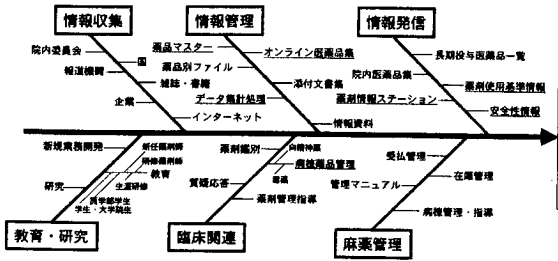 情報収集
情報管理
情報発信
院内委員会
国
報道機関
雑誌・書籍
企業
インターネット
薬品マスター
オンライン医薬品集
薬品別ファイル
添付文書集
データ集計処理
情報資料
長期投与医薬品一覧
院内医薬品集
薬剤使用基準情報
薬剤情報ステーション
安全性情報
新規業務開発
新任薬剤師
研修薬剤師
教育
研究
生涯研修
薬学部学生
学生・大学院生
薬剤鑑別
向精神薬
病棟薬品管理
毒薬
質疑応答
薬剤管理指導
受払管理
在庫管理
管理マニュアル
病棟管理・指導
教育・研究
臨床関連
麻薬管理